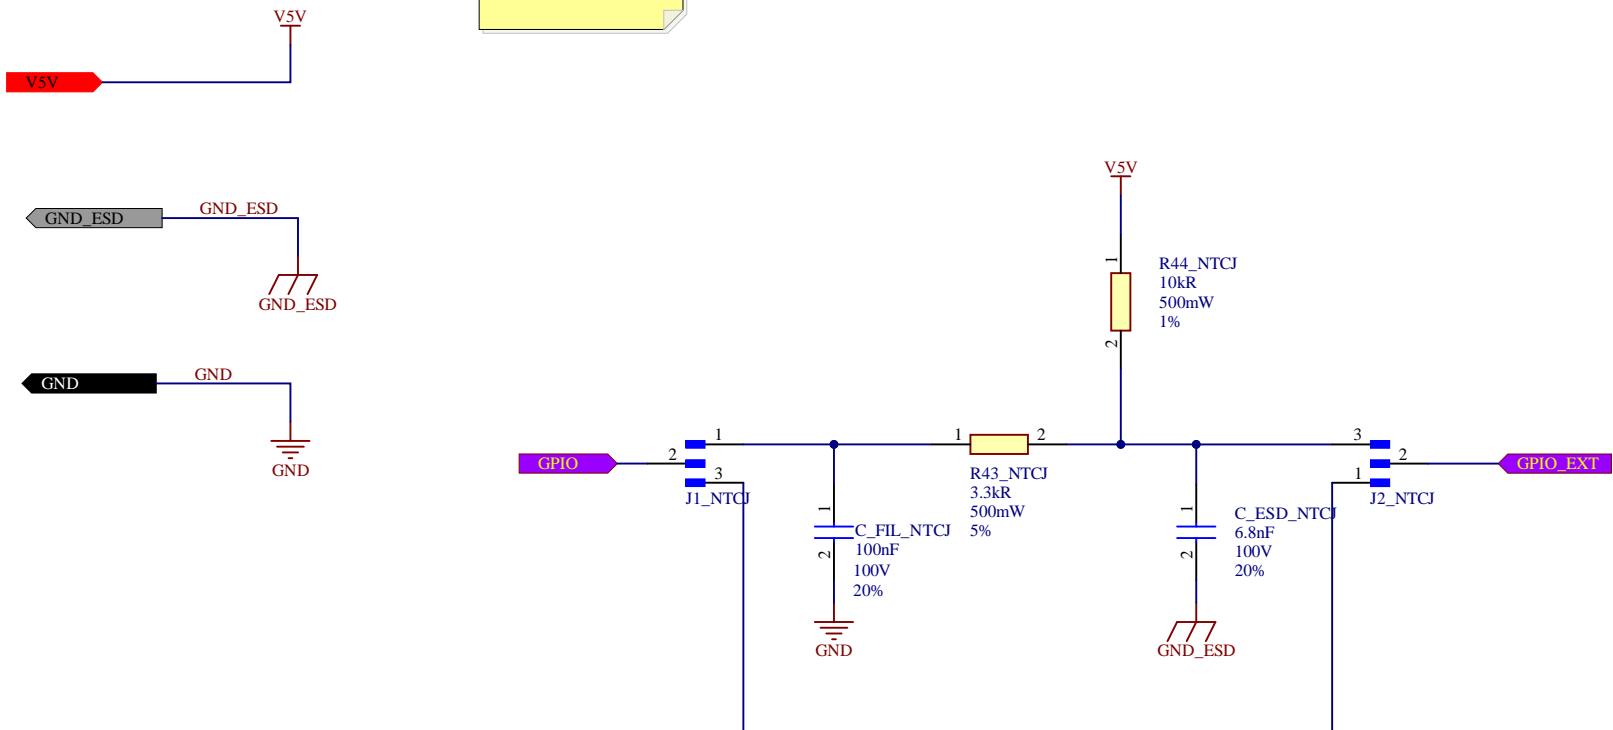 V5V
V5V
GND_ESD
GND_ESD
GND_ESD
GND
GND
GND
V5V
1
R44_NTCJ
10kR
500mW
1%
2
GPIO
1
2
3
J1_NTCJ
1
2
C_FIL_NTCJ
100nF
100V
20%
GND
1
2
R43_NTCJ
3.3kR
500mW
5%
1
2
C_ESD_NTCJ
6.8nF
100V
20%
GND_ESD
3
2
1
J2_NTCJ
GPIO_EXT